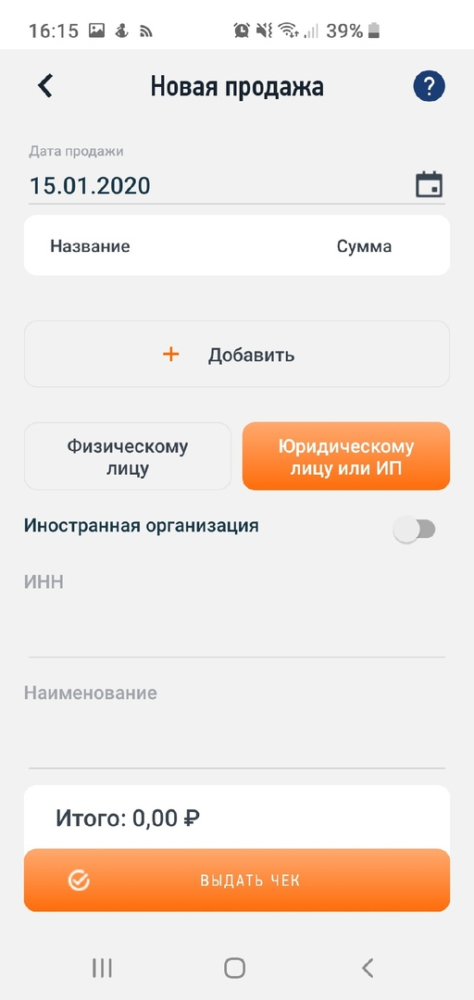 16:15 39%
Новая продажа ?
Дата продажи
15.01.2020
Название Сумма
+ Добавить
Физическому
лицу
Юридическому
лицу или ИП
Иностранная организация
ИНН
Наименование
Итого: 0,00 ₽
ВЫДАТЬ ЧЕК